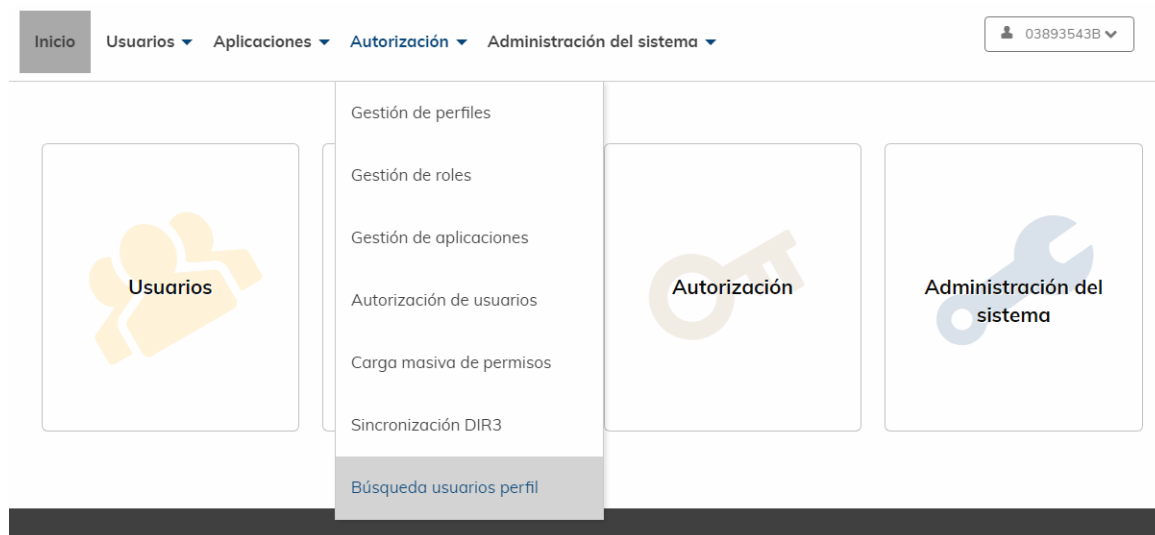 Inicio Usuarios Aplicaciones Autorización Administración del sistema 03893543B
Gestión de perfiles
Gestión de roles
Gestión de aplicaciones
Autorización de usuarios
Carga masiva de permisos
Sincronización DIR3
Búsqueda usuarios perfil
Usuarios
Autorización
Administración del
sistema